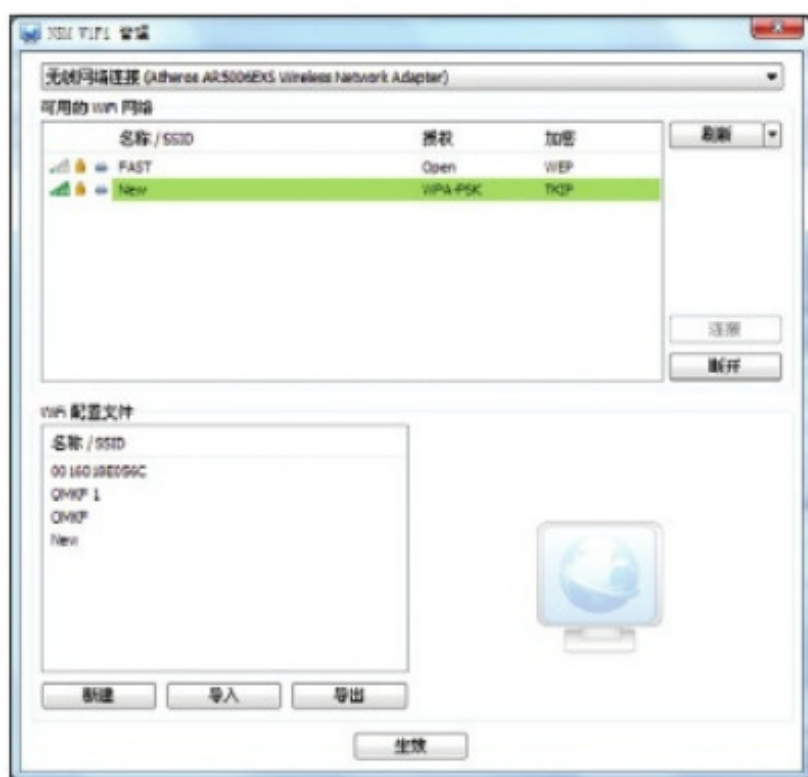 NSM WIFI 管理
无线网络连接 (Atheros AR5006EXS Wireless Network Adapter)
可用的 WiFi 网络
名称 / SSID 授权 加密 刷新
FAST Open WEP
New WPA-PSK TKIP
连接
断开
WiFi 配置文件
名称 / SSID
0016018E056C
QMKP 1
QMKP
New
新建 导入 导出
生效